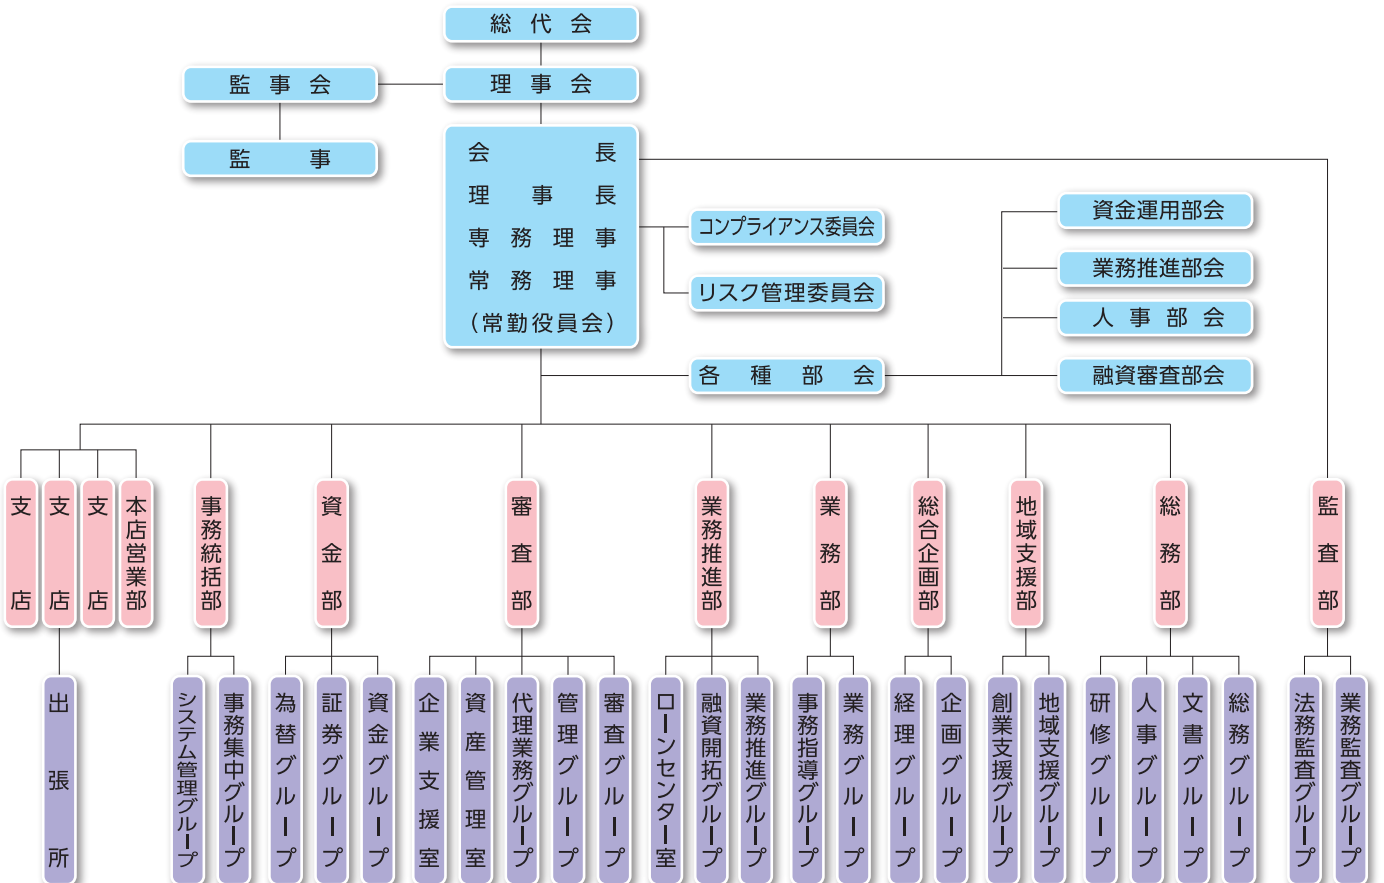 総代会
監事会
理事会
監事
会長
理事長
専務理事
常務理事
(常勤役員会)
コンプライアンス委員会
リスク管理委員会
各種部会
資金運用部会
業務推進部会
人事部会
融資審査部会
支店
支店
支店
本店営業部
事務統括部
資金部
審査部
業務推進部
業務部
総合企画部
地域支援部
総務部
監査部
出張所
システム管理グループ
事務集中グループ
為替グループ
証券グループ
資金グループ
企業支援室
資産管理室
代理業務グループ
管理グループ
審査グループ
ローンセンター室
融資開拓グループ
業務推進グループ
事務指導グループ
業務グループ
経理グループ
企画グループ
創業支援グループ
地域支援グループ
研修グループ
人事グループ
文書グループ
総務グループ
法務監査グループ
業務監査グループ